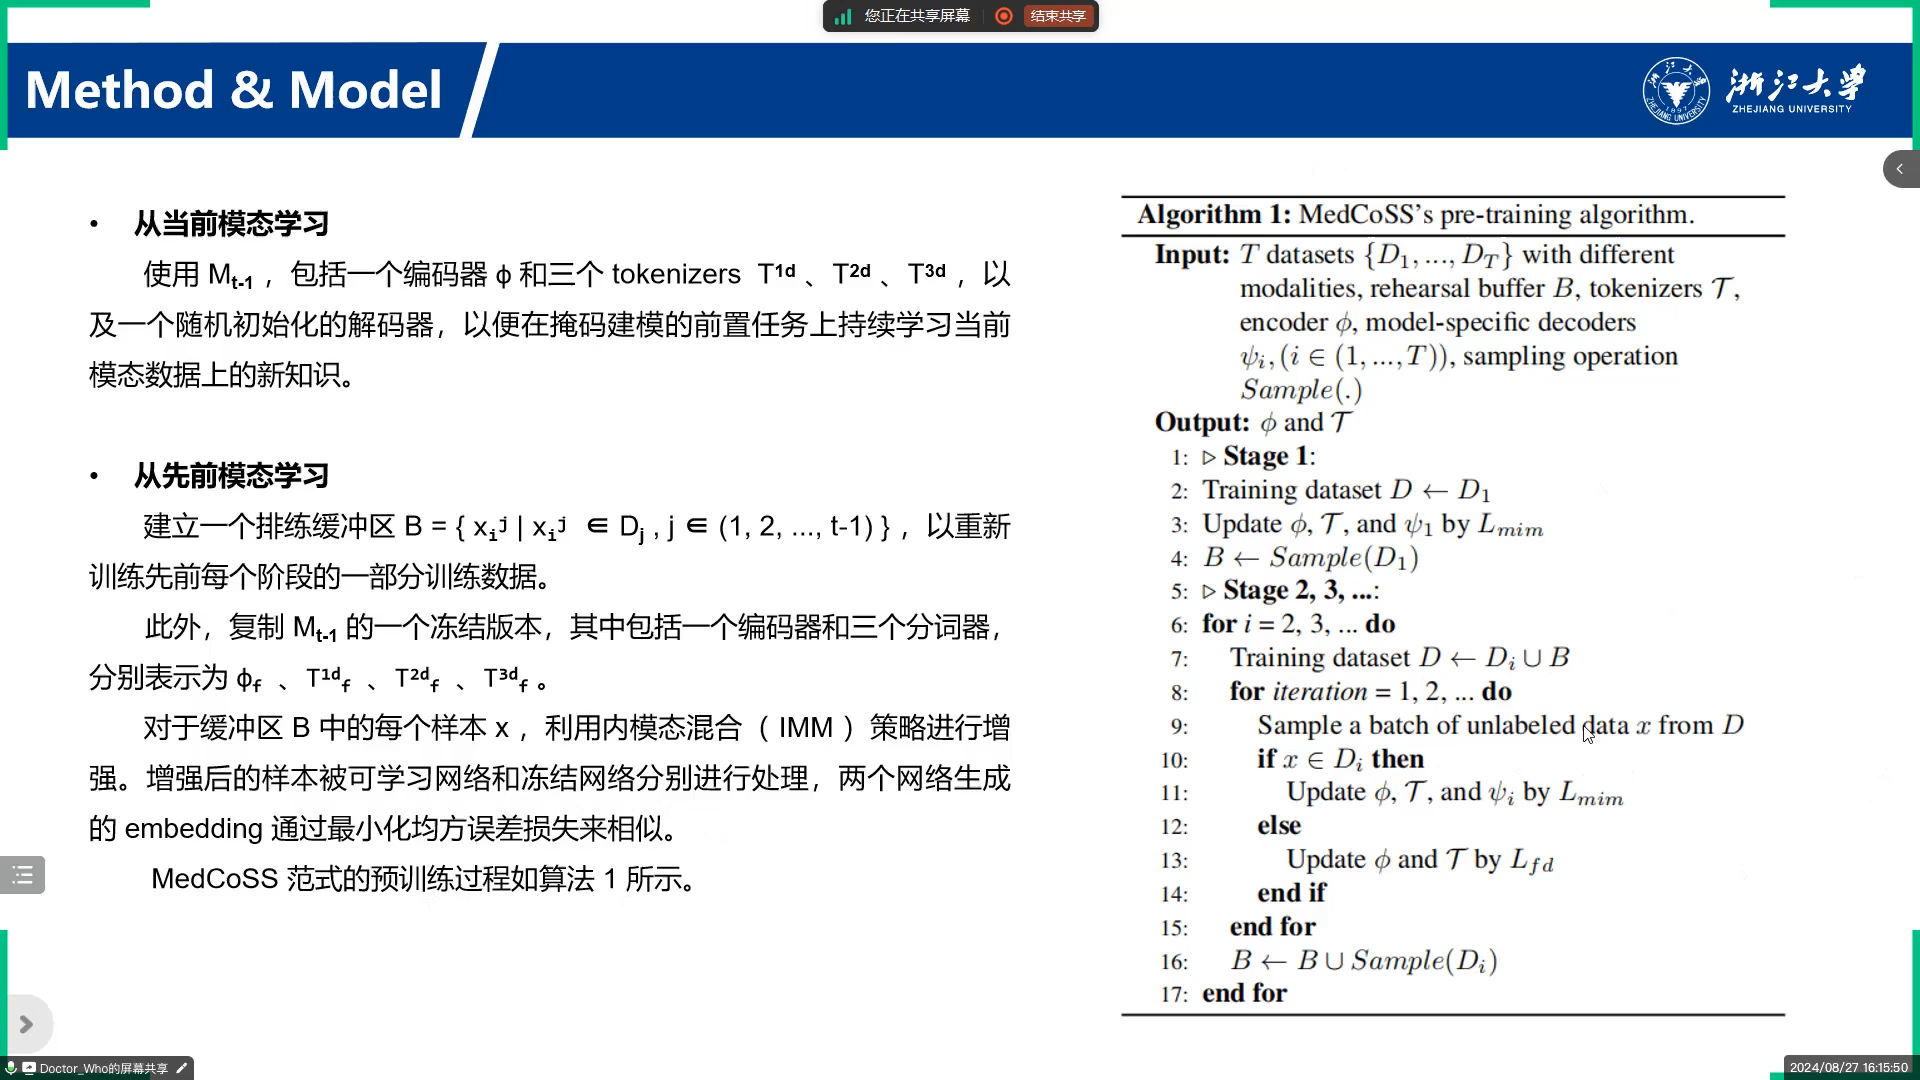 您正在共享屏幕 结束共享
Method & Model
浙江大学
ZHEJIANG UNIVERSITY
• 从当前模态学习
使用 Mt-1 ，包括一个编码器 ϕ 和三个 tokenizers T¹ᵈ 、T²ᵈ 、T³ᵈ ，以
及一个随机初始化的解码器，以便在掩码建模的前置任务上持续学习当前
模态数据上的新知识。
• 从先前模态学习
建立一个排练缓冲区 B = { xᵢʲ | xᵢʲ ∈ Dⱼ , j ∈ (1, 2, ..., t-1) } ，以重新
训练先前每个阶段的一部分训练数据。
此外，复制 Mt-1 的一个冻结版本，其中包括一个编码器和三个分词器，
分别表示为 ϕf 、T¹ᵈf 、T²ᵈf 、T³ᵈf 。
对于缓冲区 B 中的每个样本 x ，利用内模态混合（ IMM ）策略进行增
强。增强后的样本被可学习网络和冻结网络分别进行处理，两个网络生成
的 embedding 通过最小化均方误差损失来相似。
MedCoSS 范式的预训练过程如算法 1 所示。
Algorithm 1: MedCoSS's pre-training algorithm.
Input: T datasets {D₁, ..., D_T} with different
modalities, rehearsal buffer B, tokenizers 𝒯,
encoder ϕ, model-specific decoders
ψᵢ, (i ∈ (1, ..., T)), sampling operation
Sample(.)
Output: ϕ and 𝒯
1: ▷ Stage 1:
2: Training dataset D ← D₁
3: Update ϕ, 𝒯, and ψ₁ by L_mim
4: B ← Sample(D₁)
5: ▷ Stage 2, 3, ...:
6: for i = 2, 3, ... do
7: Training dataset D ← Dᵢ ∪ B
8: for iteration = 1, 2, ... do
9: Sample a batch of unlabeled data x from D
10: if x ∈ Dᵢ then
11: Update ϕ, 𝒯, and ψᵢ by L_mim
12: else
13: Update ϕ and 𝒯 by L_fd
14: end if
15: end for
16: B ← B ∪ Sample(Dᵢ)
17: end for
Doctor_Who的屏幕共享
2024/08/27 16:15:50